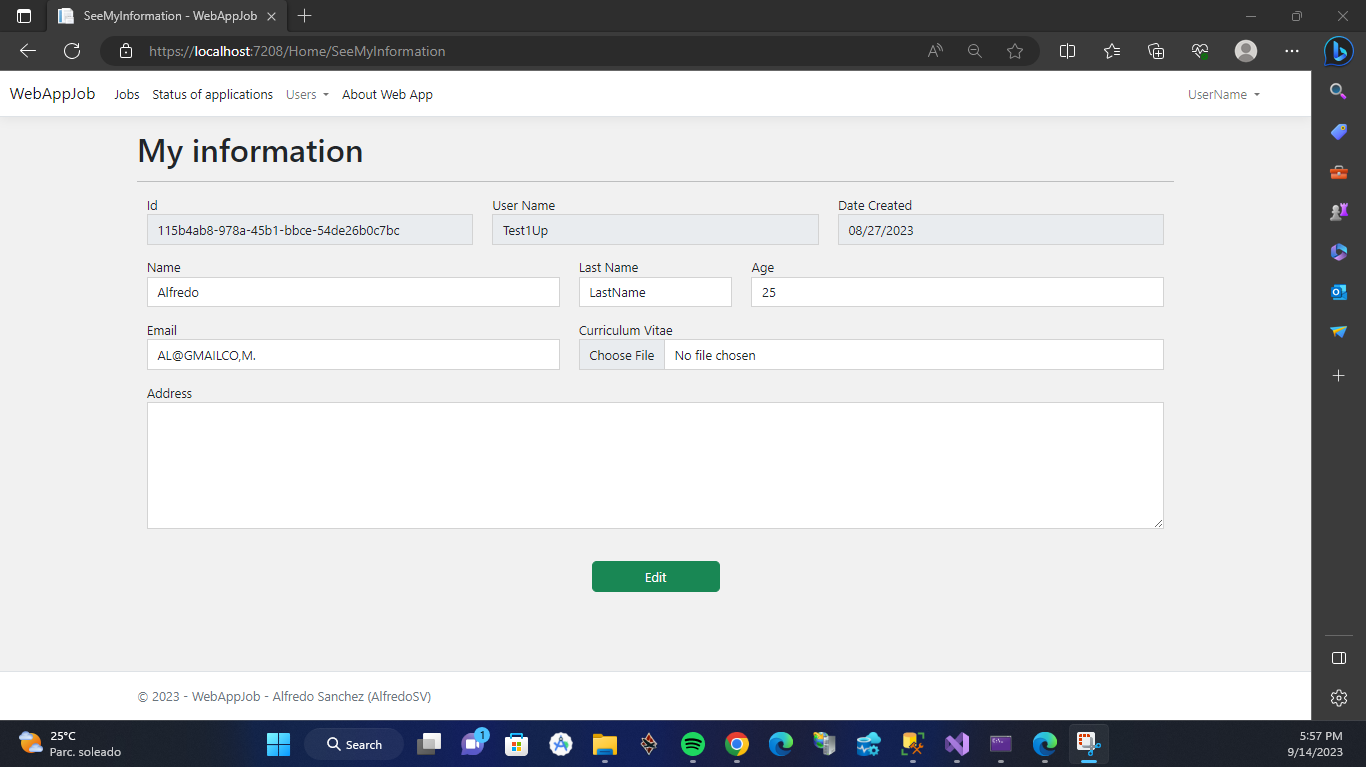 SeeMyInformation - WebAppJob
https://localhost:7208/Home/SeeMyInformation
WebAppJob Jobs Status of applications Users About Web App UserName
My information
Id User Name Date Created
115b4ab8-978a-45b1-bbce-54de26b0c7bc Test1Up 08/27/2023
Name Last Name Age
Alfredo LastName 25
Email Curriculum Vitae
AL@GMAILCO,M. Choose File No file chosen
Address
Edit
© 2023 - WebAppJob - Alfredo Sanchez (AlfredoSV)
25°C
Parc. soleado
Search
1
5:57 PM
9/14/2023